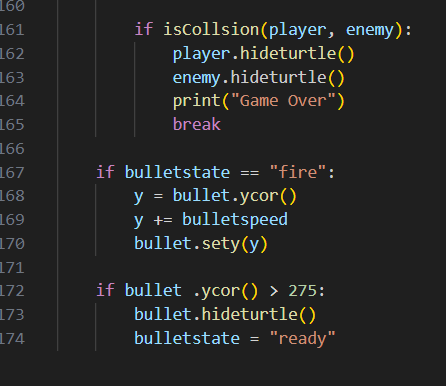 160
161 if isCollsion(player, enemy):
162 player.hideturtle()
163 enemy.hideturtle()
164 print("Game Over")
165 break
166
167 if bulletstate == "fire":
168 y = bullet.ycor()
169 y += bulletspeed
170 bullet.sety(y)
171
172 if bullet .ycor() > 275:
173 bullet.hideturtle()
174 bulletstate = "ready"